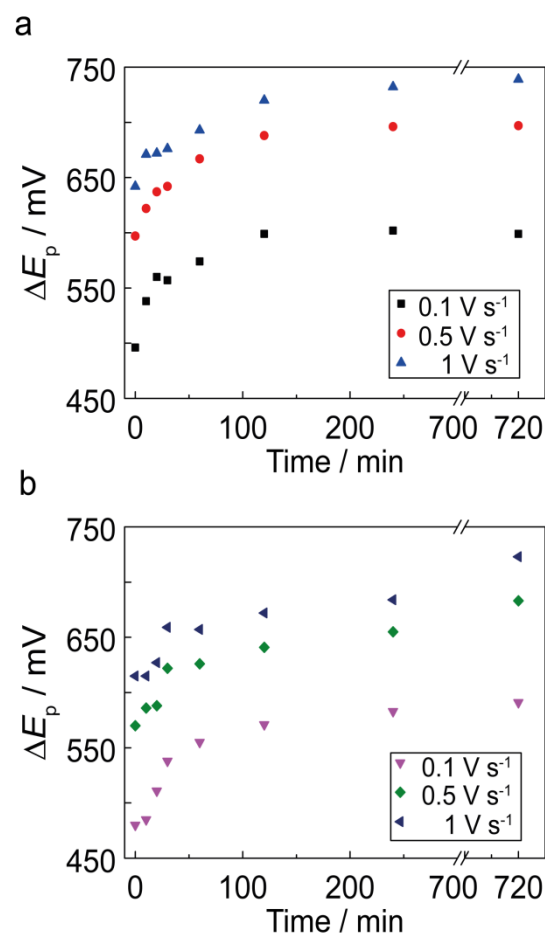 a
750
650
550
450
ΔEp / mV
0.1 V s-1
0.5 V s-1
1 V s-1
0 100 200 700 720
Time / min
b
750
650
550
450
ΔEp / mV
0.1 V s-1
0.5 V s-1
1 V s-1
0 100 200 700 720
Time / min